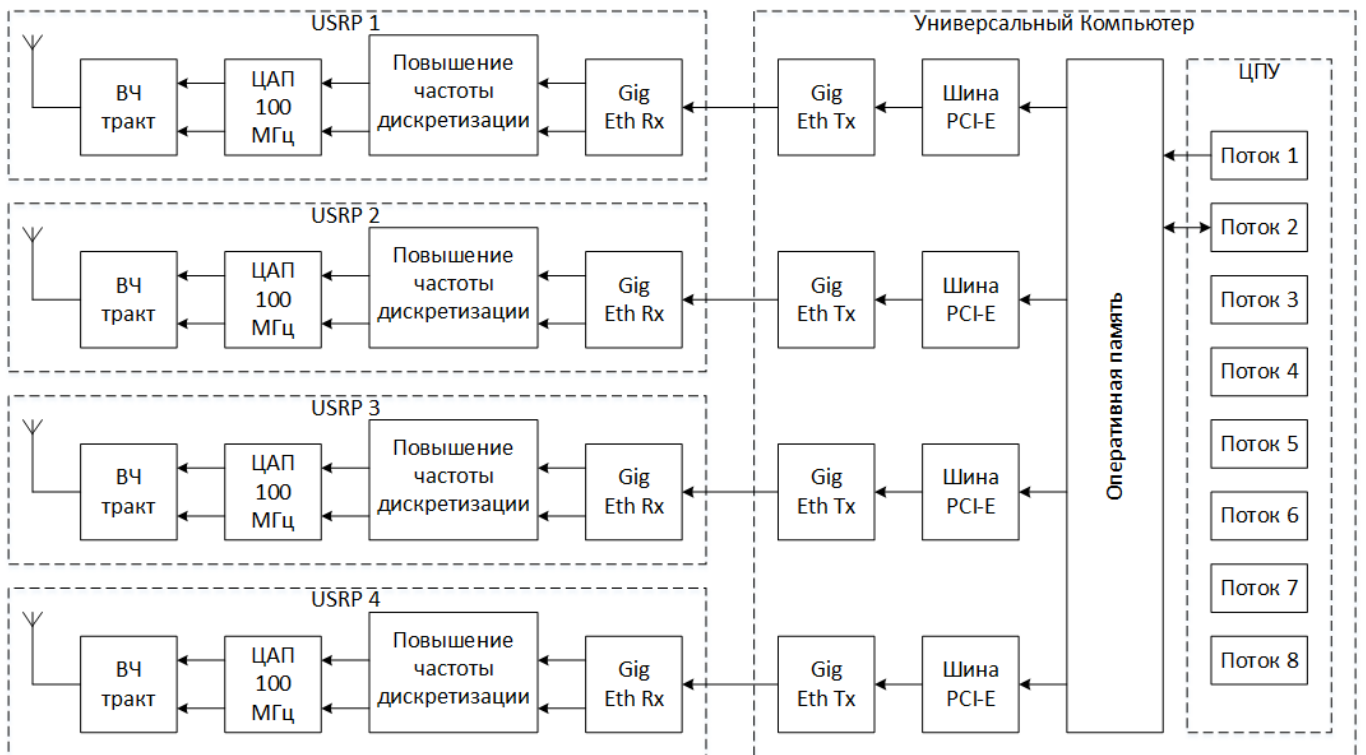 USRP 1
ВЧ
тракт
ЦАП
100
МГц
Повышение
частоты
дискретизации
Gig
Eth Rx
USRP 2
ВЧ
тракт
ЦАП
100
МГц
Повышение
частоты
дискретизации
Gig
Eth Rx
USRP 3
ВЧ
тракт
ЦАП
100
МГц
Повышение
частоты
дискретизации
Gig
Eth Rx
USRP 4
ВЧ
тракт
ЦАП
100
МГц
Повышение
частоты
дискретизации
Gig
Eth Rx
Универсальный Компьютер
Gig
Eth Tx
Шина
PCI-E
Gig
Eth Tx
Шина
PCI-E
Gig
Eth Tx
Шина
PCI-E
Gig
Eth Tx
Шина
PCI-E
Оперативная память
ЦПУ
Поток 1
Поток 2
Поток 3
Поток 4
Поток 5
Поток 6
Поток 7
Поток 8